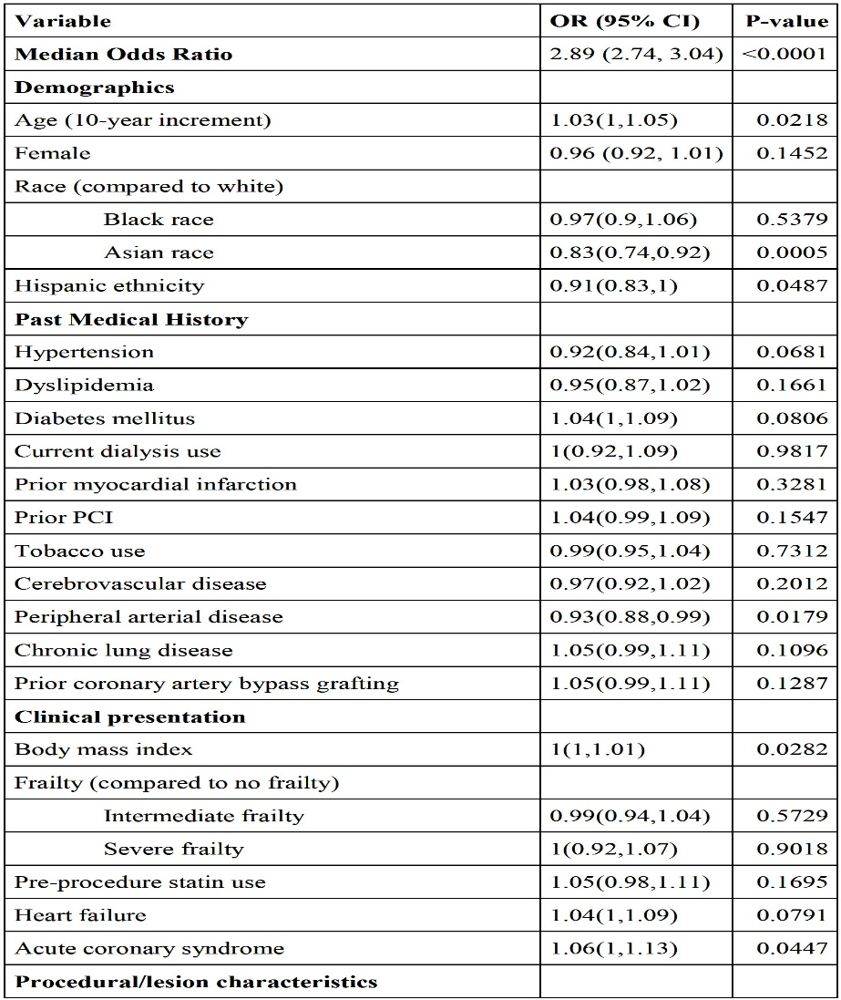 Variable OR (95% CI) P-value
Median Odds Ratio 2.89 (2.74, 3.04) <0.0001
Demographics
Age (10-year increment) 1.03(1,1.05) 0.0218
Female 0.96 (0.92, 1.01) 0.1452
Race (compared to white)
Black race 0.97(0.9,1.06) 0.5379
Asian race 0.83(0.74,0.92) 0.0005
Hispanic ethnicity 0.91(0.83,1) 0.0487
Past Medical History
Hypertension 0.92(0.84,1.01) 0.0681
Dyslipidemia 0.95(0.87,1.02) 0.1661
Diabetes mellitus 1.04(1,1.09) 0.0806
Current dialysis use 1(0.92,1.09) 0.9817
Prior myocardial infarction 1.03(0.98,1.08) 0.3281
Prior PCI 1.04(0.99,1.09) 0.1547
Tobacco use 0.99(0.95,1.04) 0.7312
Cerebrovascular disease 0.97(0.92,1.02) 0.2012
Peripheral arterial disease 0.93(0.88,0.99) 0.0179
Chronic lung disease 1.05(0.99,1.11) 0.1096
Prior coronary artery bypass grafting 1.05(0.99,1.11) 0.1287
Clinical presentation
Body mass index 1(1,1.01) 0.0282
Frailty (compared to no frailty)
Intermediate frailty 0.99(0.94,1.04) 0.5729
Severe frailty 1(0.92,1.07) 0.9018
Pre-procedure statin use 1.05(0.98,1.11) 0.1695
Heart failure 1.04(1,1.09) 0.0791
Acute coronary syndrome 1.06(1,1.13) 0.0447
Procedural/lesion characteristics